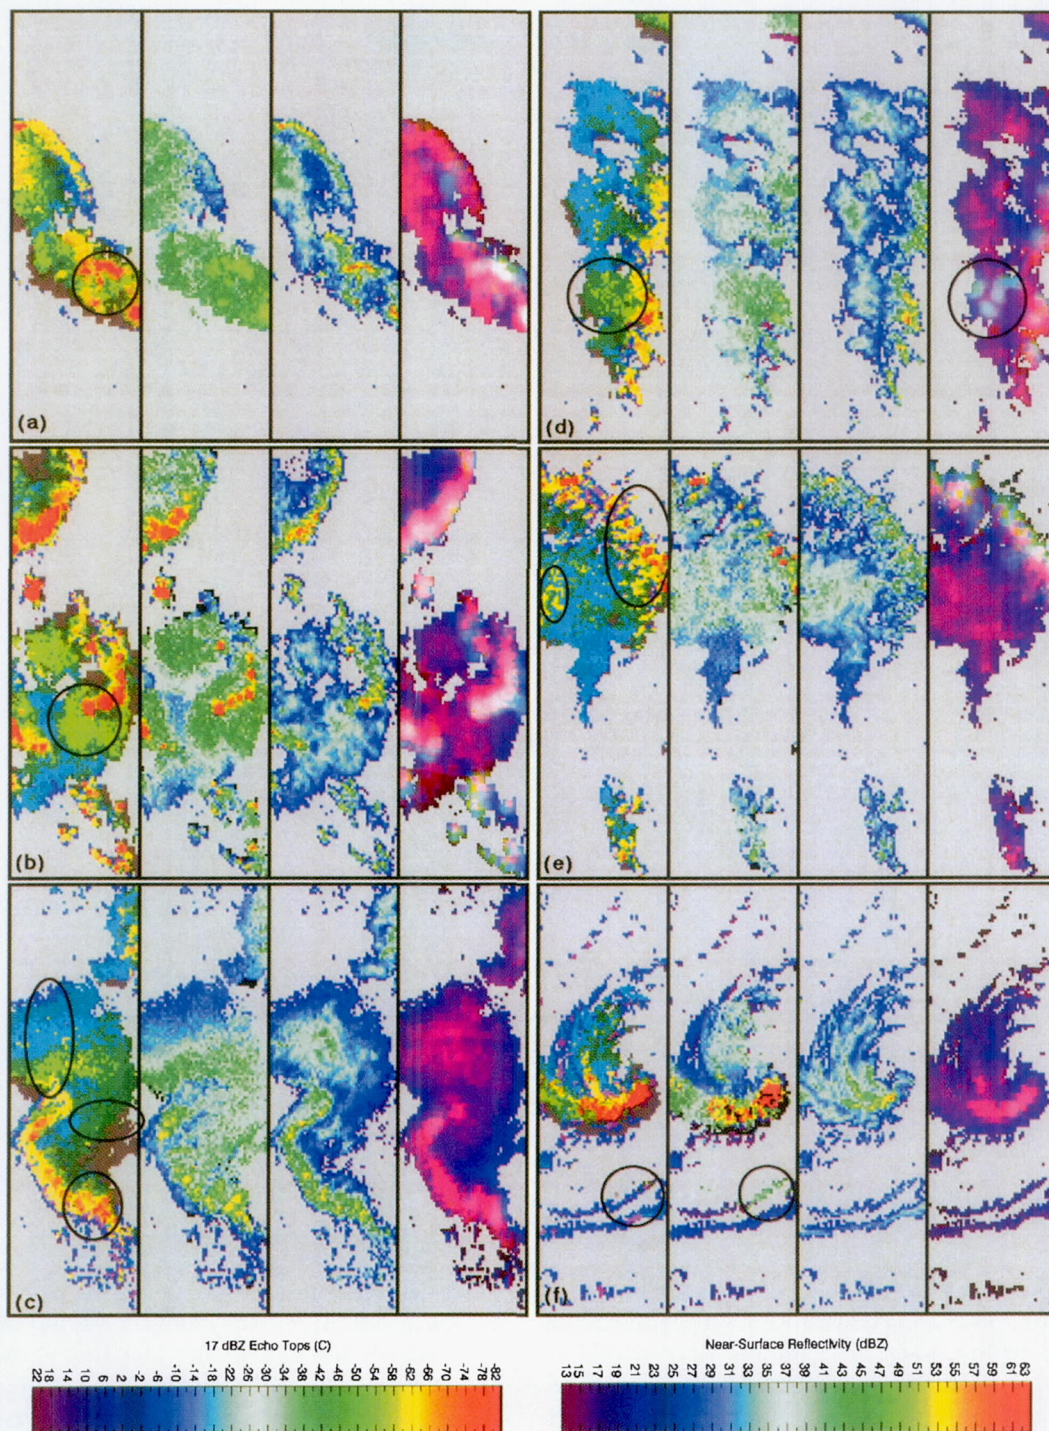 (a)
(d)
(b)
(e)
(c)
(f)
17 dBZ Echo Tops (C)
22 18 14 10 6 2 -2 -6 -10 -14 -18 -22 -26 -30 -34 -38 -42 -46 -50 -54 -58 -62 -66 -70 -74 -78 -82
Near-Surface Reflectivity (dBZ)
13 15 17 19 21 23 25 27 29 31 33 35 37 39 41 43 45 47 49 51 53 55 57 59 61 63